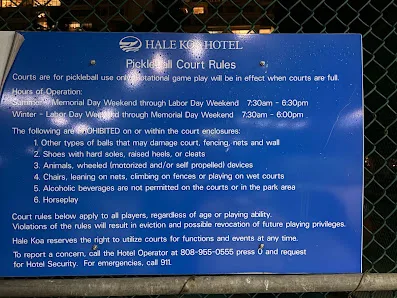 HALE KOA HOTEL
Pickleball Court Rules
Courts are for pickleball use only, rotational game play will be in effect when courts are full.
Hours of Operation:
Summer - Memorial Day Weekend through Labor Day Weekend 7:30am - 6:30pm
Winter - Labor Day Weekend through Memorial Day Weekend 7:30am - 6:00pm
The following are PROHIBITED on or within the court enclosures:
1. Other types of balls that may damage court, fencing, nets and wall
2. Shoes with hard soles, raised heels, or cleats
3. Animals, wheeled (motorized and/or self propelled) devices
4. Chairs, leaning on nets, climbing on fences or playing on wet courts
5. Alcoholic beverages are not permitted on the courts or in the park area
6. Horseplay
Court rules below apply to all players, regardless of age or playing ability.
Violations of the rules will result in eviction and possible revocation of future playing privileges.
Hale Koa reserves the right to utilize courts for functions and events at any time.
To report a concern, call the Hotel Operator at 808-955-0555 press 0 and request
for Hotel Security. For emergencies, call 911.